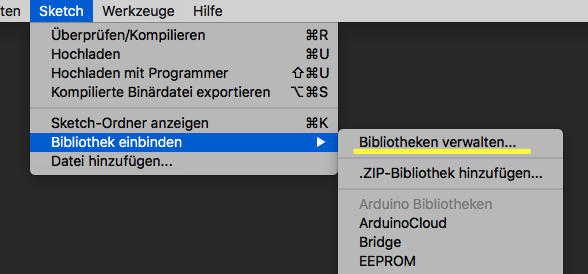 ten Sketch Werkzeuge Hilfe
Überprüfen/Kompilieren ⌘R
Hochladen ⌘U
Hochladen mit Programmer ⇧⌘U
Kompilierte Binärdatei exportieren ⌥⌘S
Sketch-Ordner anzeigen ⌘K
Bibliothek einbinden ▶
Datei hinzufügen...
Bibliotheken verwalten...
.ZIP-Bibliothek hinzufügen...
Arduino Bibliotheken
ArduinoCloud
Bridge
EEPROM